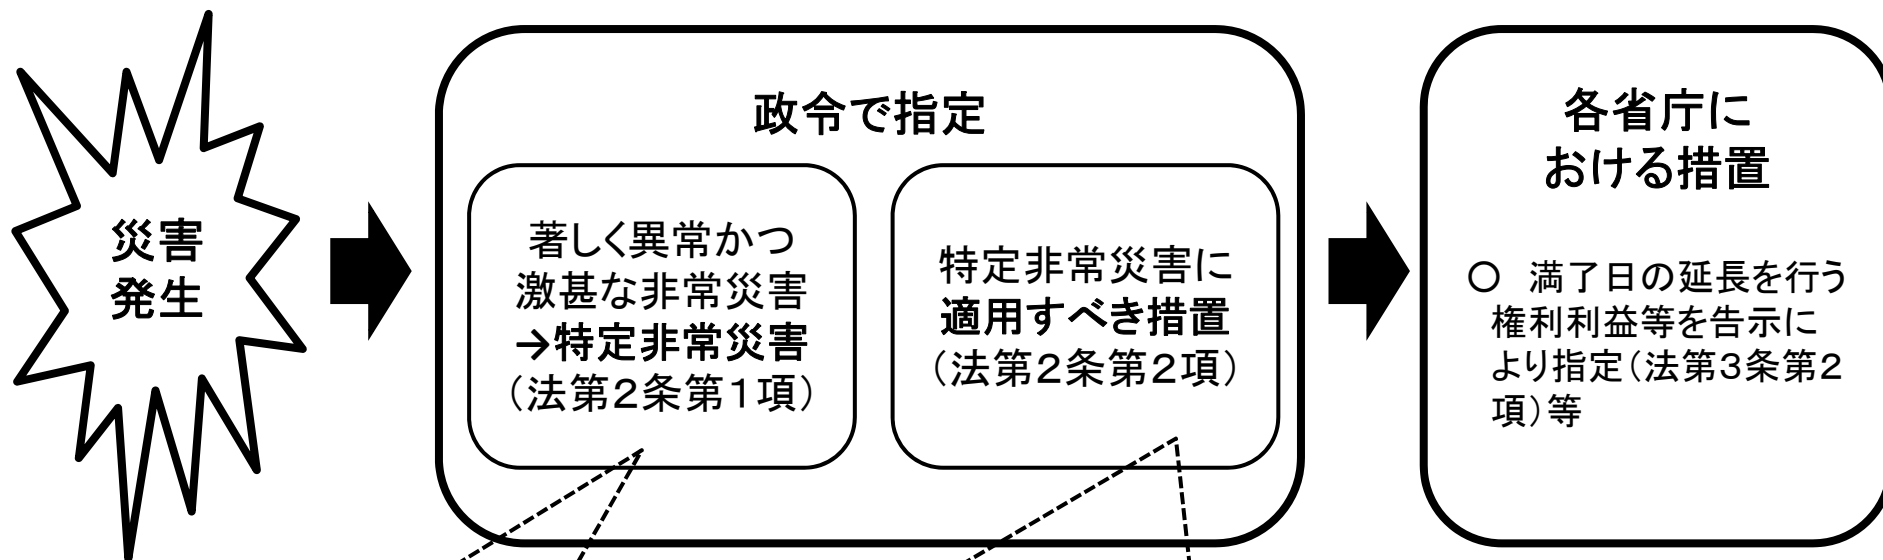 災害
発生
政令で指定
著しく異常かつ
激甚な非常災害
→特定非常災害
（法第２条第１項）
特定非常災害に
適用すべき措置
（法第２条第２項）
各省庁に
おける措置
○　満了日の延長を行う
権利利益等を告示に
より指定（法第３条第２
項）等